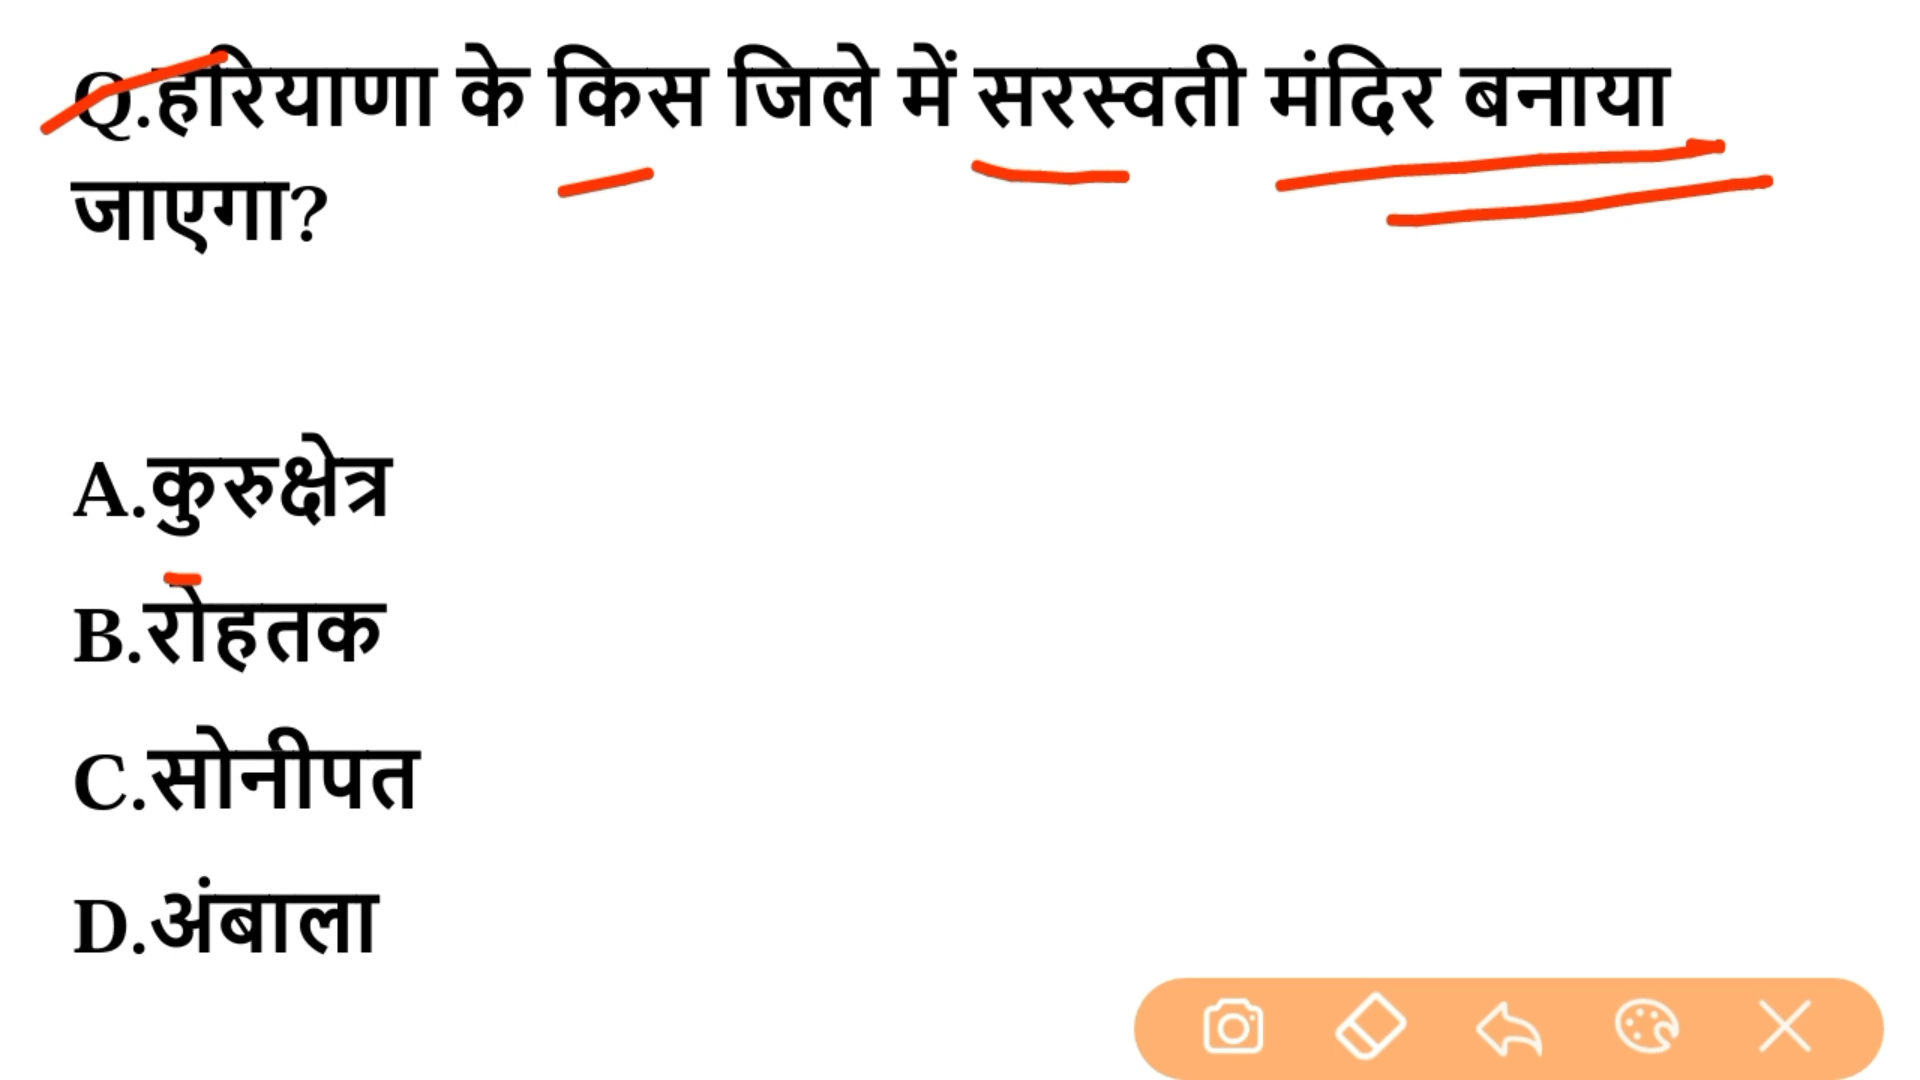 Q.हरियाणा के किस जिले में सरस्वती मंदिर बनाया
जाएगा?
A.कुरुक्षेत्र
B.रोहतक
C.सोनीपत
D.अंबाला